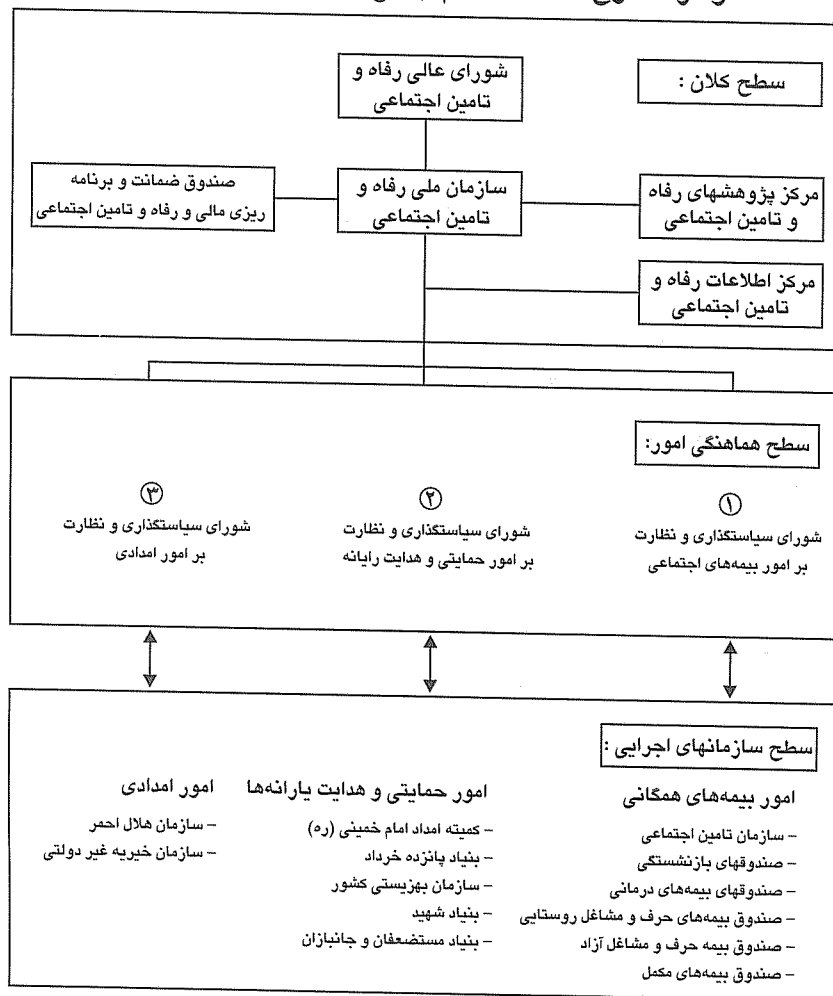 سطح کلان :
شورای عالی رفاه و
تامین اجتماعی
مرکز پژوهشهای رفاه
و تامین اجتماعی
سازمان ملی رفاه و
تامین اجتماعی
صندوق ضمانت و برنامه
ریزی مالی و رفاه و تامین اجتماعی
مرکز اطلاعات رفاه و
تامین اجتماعی
سطح هماهنگی امور:
۱
شورای سیاستگذاری و نظارت
بر امور بیمه‌های اجتماعی
۲
شورای سیاستگذاری و نظارت
بر امور حمایتی و هدایت رایانه
۳
شورای سیاستگذاری و نظارت
بر امور امدادی
سطح سازمانهای اجرایی :
امور بیمه‌های همگانی
– سازمان تامین اجتماعی
– صندوقهای بازنشستگی
– صندوقهای بیمه‌های درمانی
– صندوق بیمه‌های حرف و مشاغل روستایی
– صندوق بیمه حرف و مشاغل آزاد
– صندوق بیمه‌های مکمل
امور حمایتی و هدایت یارانه‌ها
– کمیته امداد امام خمینی (ره)
– بنیاد پانزده خرداد
– سازمان بهزیستی کشور
– بنیاد شهید
– بنیاد مستضعفان و جانبازان
امور امدادی
– سازمان هلال احمر
– سازمان خیریه غیر دولتی